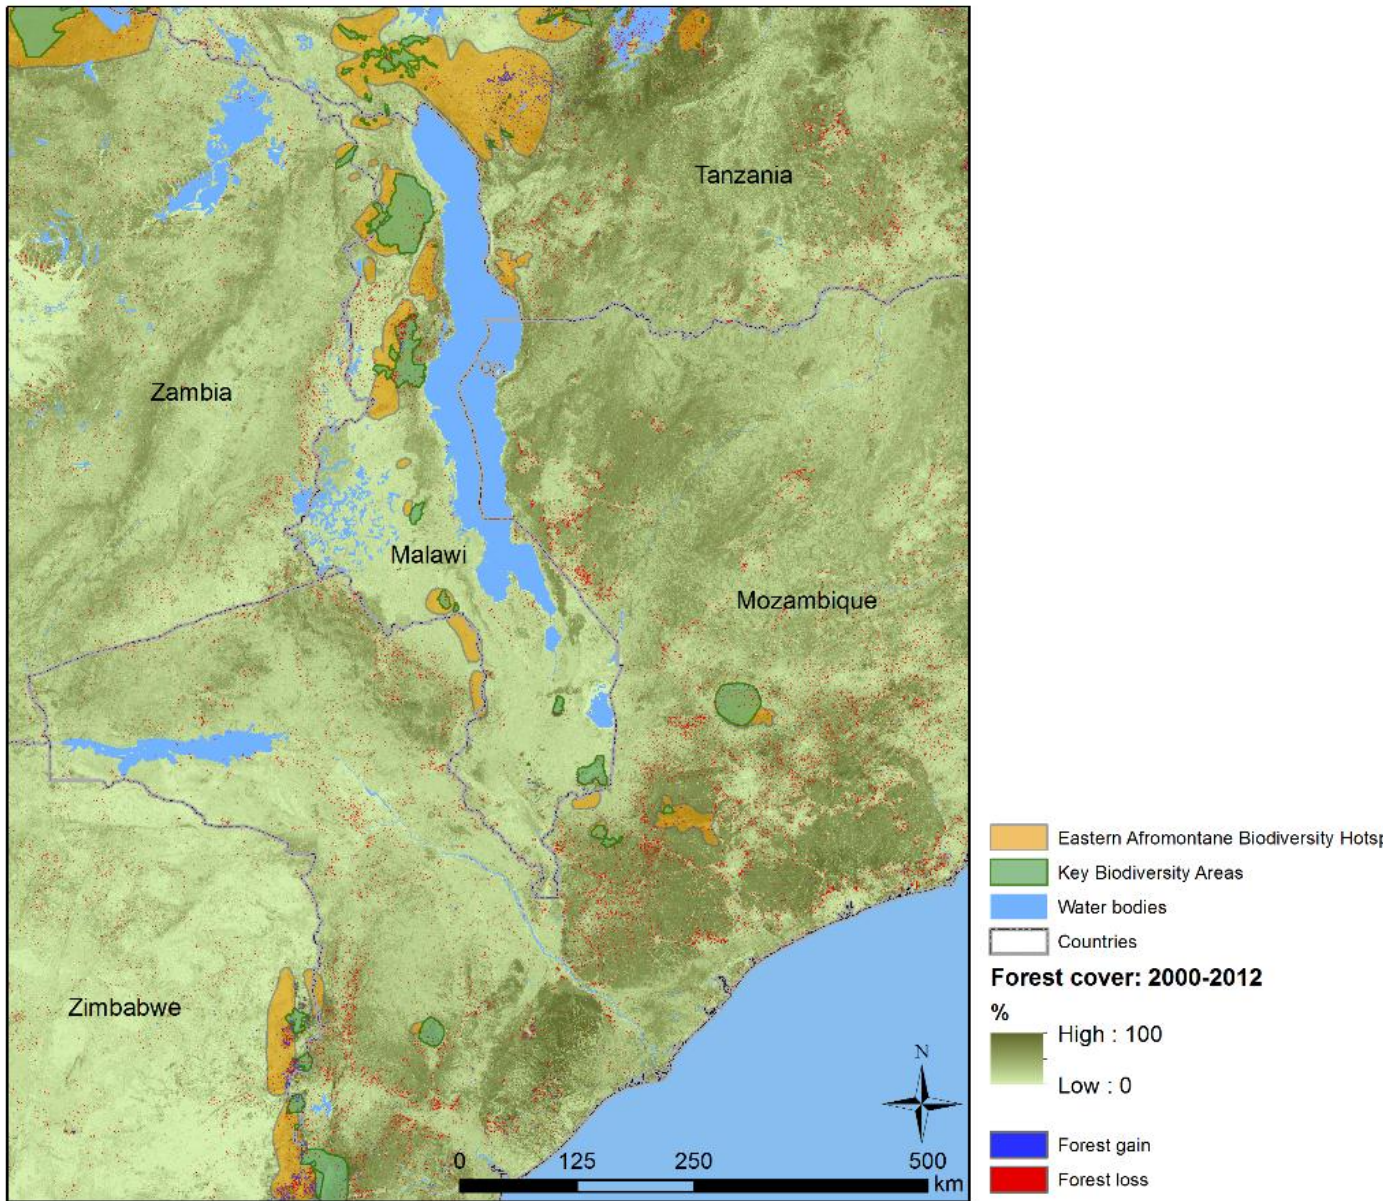 Tanzania
Zambia
Malawi
Mozambique
Zimbabwe
N
0 125 250 500
km
Eastern Afromontane Biodiversity Hotsp
Key Biodiversity Areas
Water bodies
Countries
Forest cover: 2000-2012
%
High : 100
Low : 0
Forest gain
Forest loss